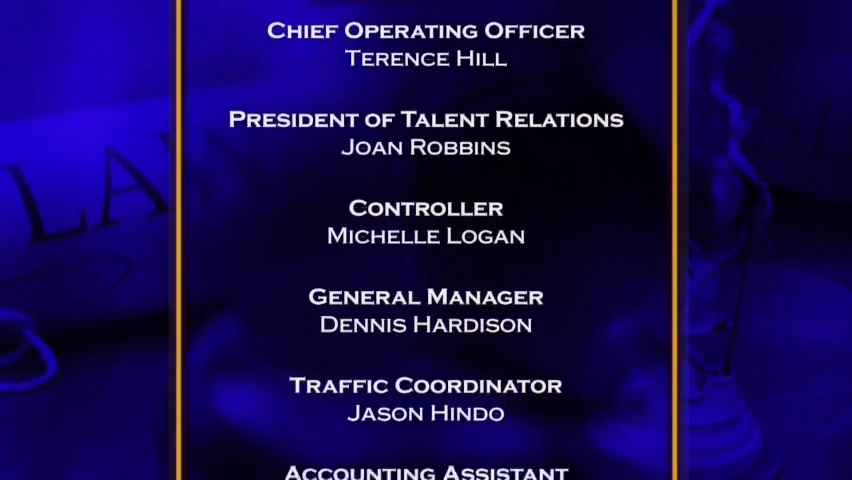 CHIEF OPERATING OFFICER
TERENCE HILL
PRESIDENT OF TALENT RELATIONS
JOAN ROBBINS
CONTROLLER
MICHELLE LOGAN
GENERAL MANAGER
DENNIS HARDISON
TRAFFIC COORDINATOR
JASON HINDO
ACCOUNTING ASSISTANT
LAW